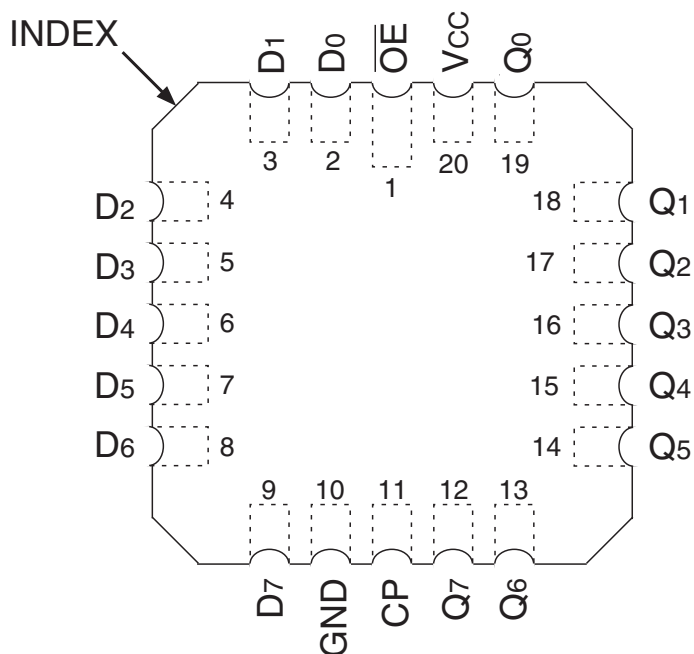 INDEX
D1 D0 O̅E̅ VCC Q0
3 2 1 20 19
D2 4 18 Q1
D3 5 17 Q2
D4 6 16 Q3
D5 7 15 Q4
D6 8 14 Q5
9 10 11 12 13
D7 GND CP Q7 Q6